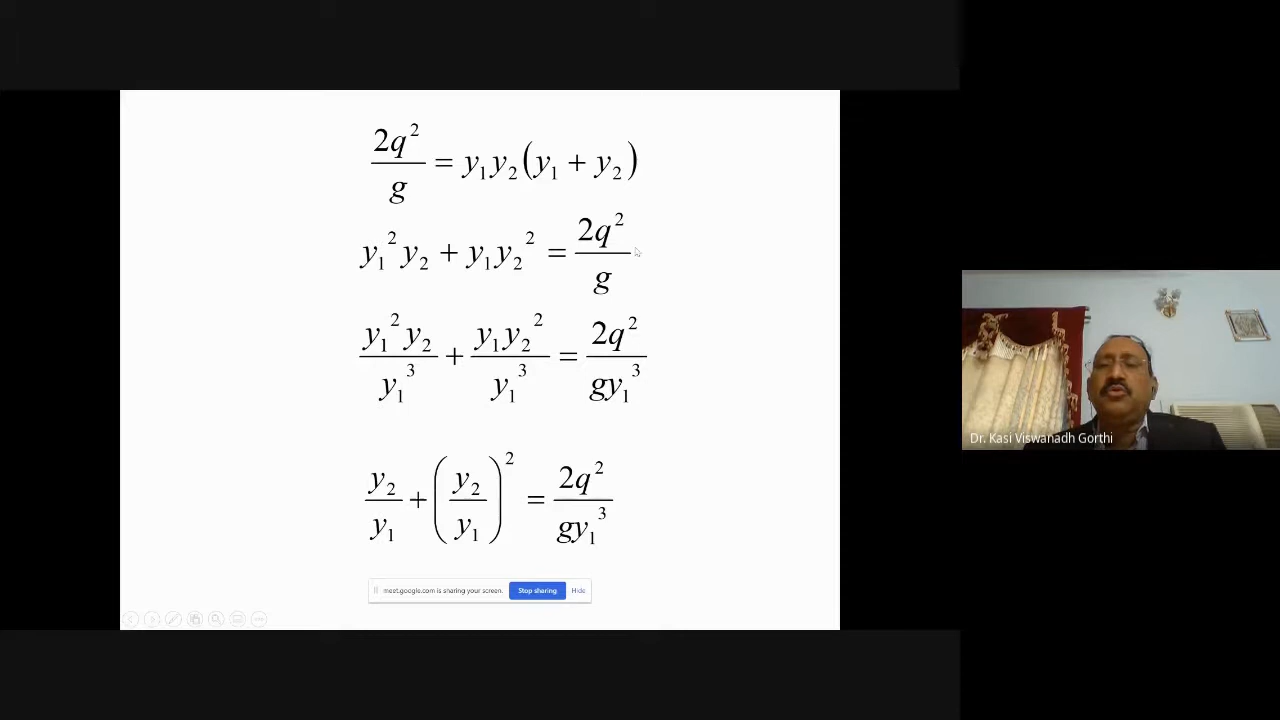 2q²/g = y₁y₂(y₁ + y₂)
y₁²y₂ + y₁y₂² = 2q²/g
y₁²y₂/y₁³ + y₁y₂²/y₁³ = 2q²/gy₁³
y₂/y₁ + (y₂/y₁)² = 2q²/gy₁³
meet.google.com is sharing your screen. Stop sharing Hide
Dr. Kasi Viswanadh Gorthi